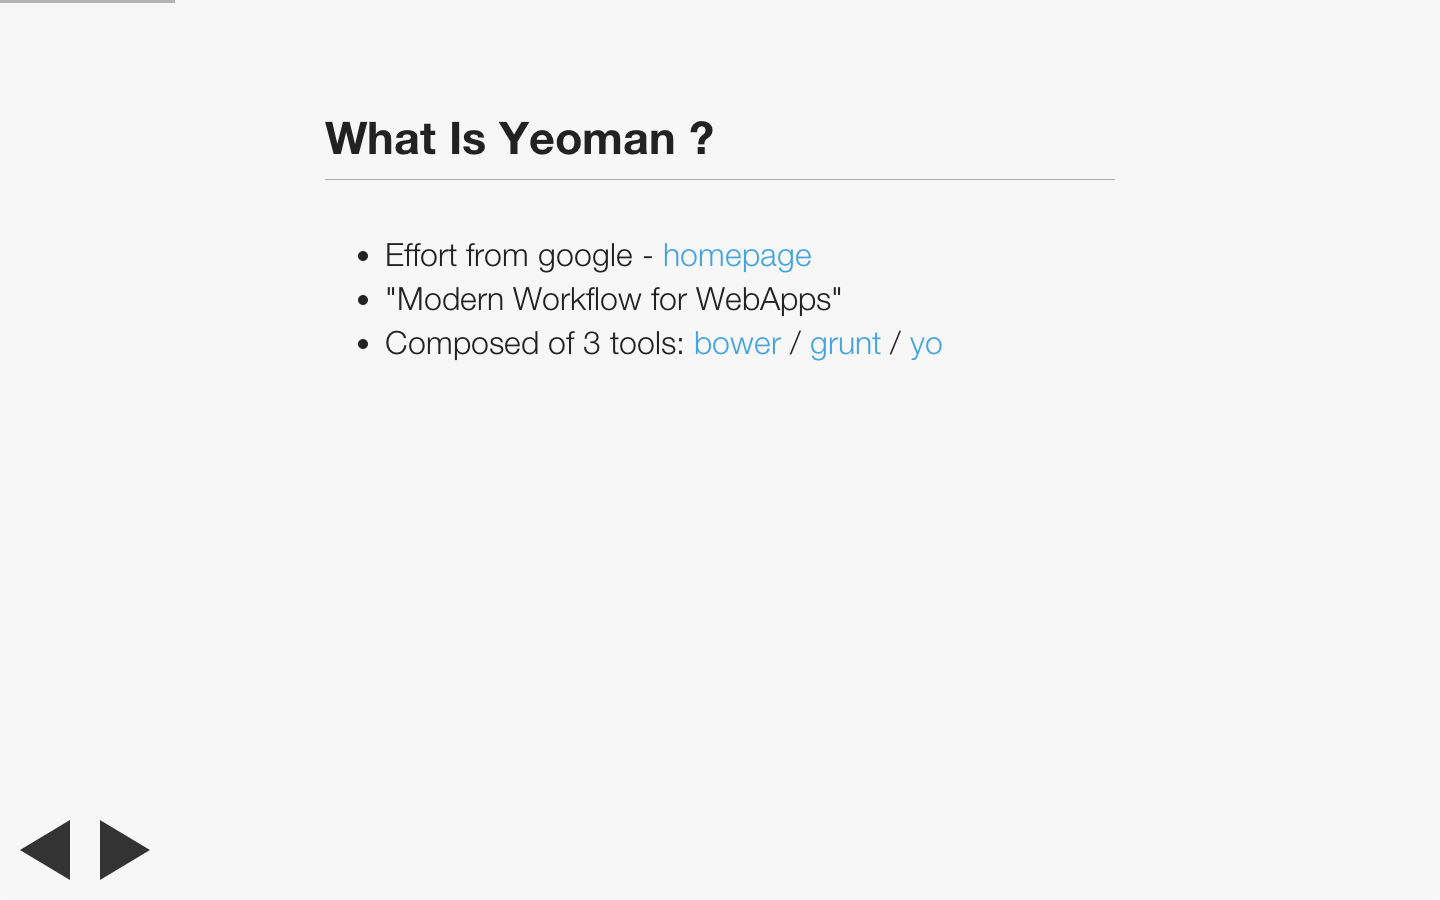 What Is Yeoman ?
Effort from google - homepage
"Modern Workflow for WebApps"
Composed of 3 tools: bower / grunt / yo